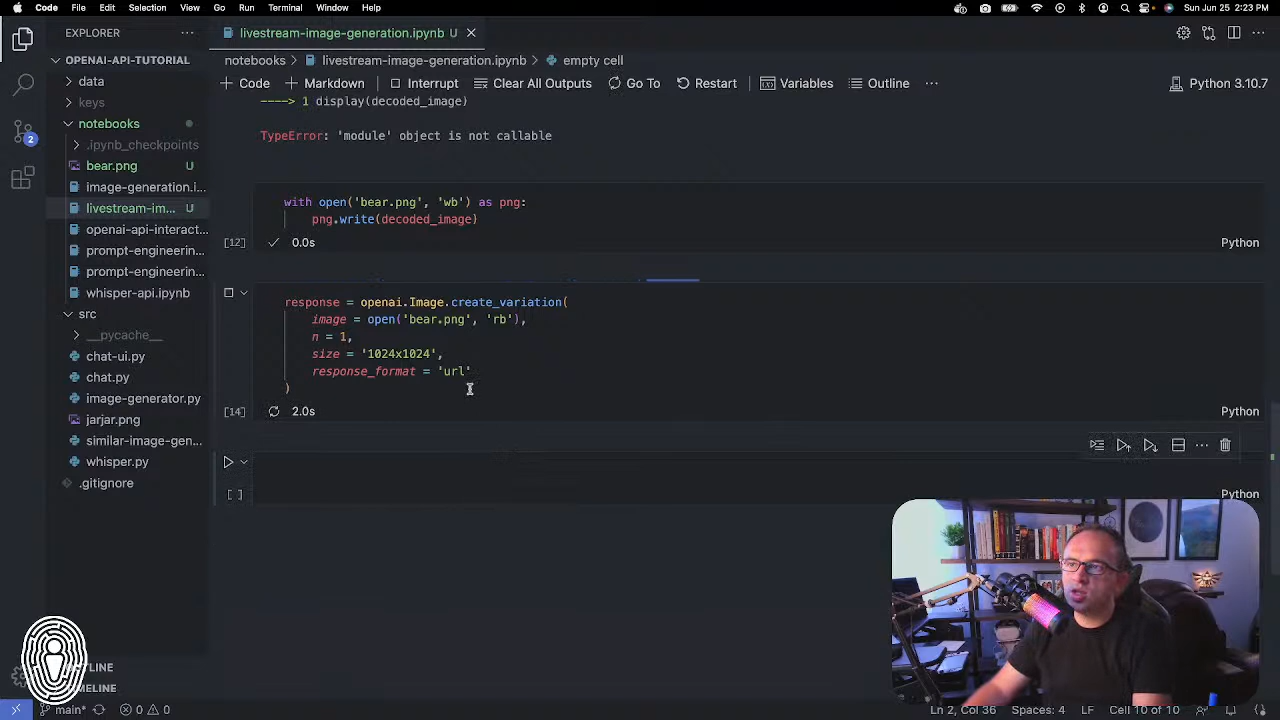 Code File Edit Selection View Go Run Terminal Window Help Sun Jun 25 2:23 PM
EXPLORER
livestream-image-generation.ipynb U
OPENAI-API-TUTORIAL
notebooks > livestream-image-generation.ipynb > empty cell
Code Markdown Interrupt Clear All Outputs Go To Restart Variables Outline Python 3.10.7
data
keys
notebooks
.ipynb_checkpoints
bear.png U
image-generation.i...
livestream-im... U
openai-api-interact...
prompt-engineerin...
prompt-engineerin...
whisper-api.ipynb
src
__pycache__
chat-ui.py
chat.py
image-generator.py
jarjar.png
similar-image-gen...
whisper.py
.gitignore
----> 1 display(decoded_image)
TypeError: 'module' object is not callable
with open('bear.png', 'wb') as png:
png.write(decoded_image)
[12] 0.0s Python
response = openai.Image.create_variation(
image = open('bear.png', 'rb'),
n = 1,
size = '1024x1024',
response_format = 'url'
)
[14] 2.0s Python
[ ] Python
2
TLINE
TIMELINE
main* 0 0 Ln 2, Col 36 Spaces: 4 LF Cell 10 of 10